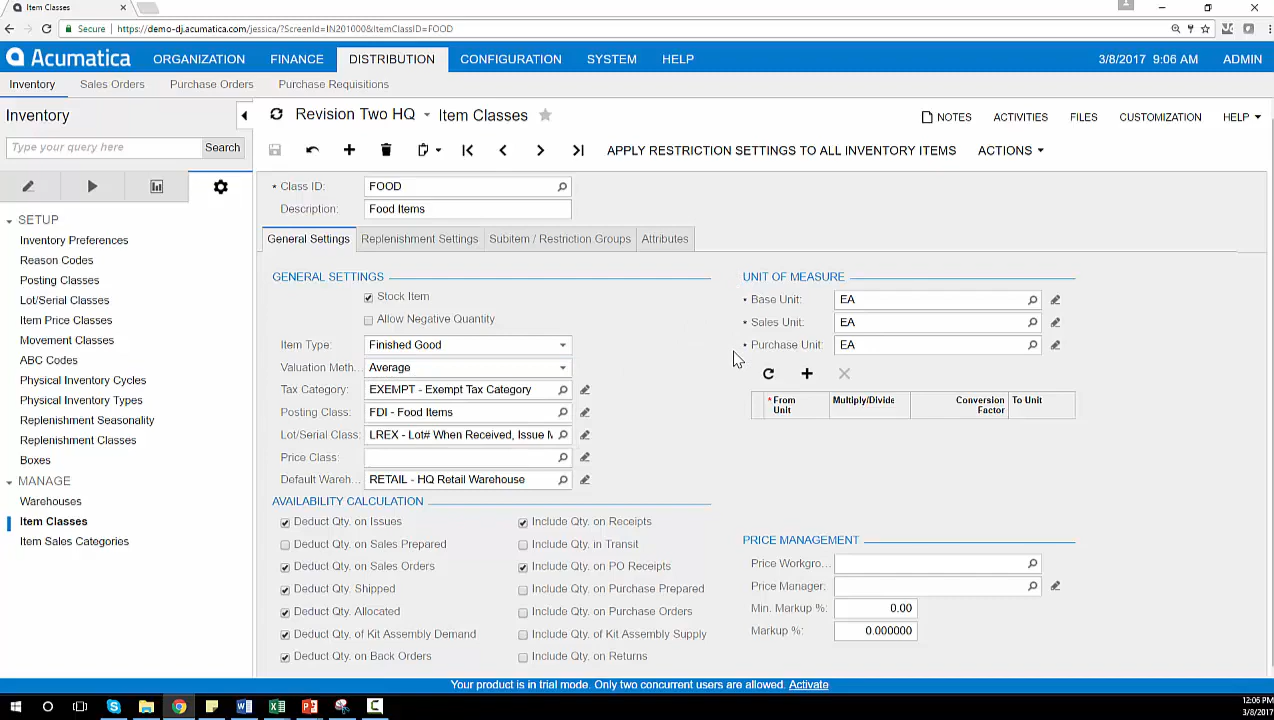 Item Classes
Secure https://demo-dj.acumatica.com/jessica/?ScreenId=IN201000&ItemClassID=FOOD
Acumatica ORGANIZATION FINANCE DISTRIBUTION CONFIGURATION SYSTEM HELP 3/8/2017 9:06 AM ADMIN
Inventory Sales Orders Purchase Orders Purchase Requisitions
Inventory
Revision Two HQ Item Classes NOTES ACTIVITIES FILES CUSTOMIZATION HELP
Type your query here Search
APPLY RESTRICTION SETTINGS TO ALL INVENTORY ITEMS ACTIONS
SETUP
Inventory Preferences
Reason Codes
Posting Classes
Lot/Serial Classes
Item Price Classes
Movement Classes
ABC Codes
Physical Inventory Cycles
Physical Inventory Types
Replenishment Seasonality
Replenishment Classes
Boxes
MANAGE
Warehouses
Item Classes
Item Sales Categories
* Class ID: FOOD
Description: Food Items
General Settings Replenishment Settings Subitem / Restriction Groups Attributes
GENERAL SETTINGS
Stock Item
Allow Negative Quantity
Item Type: Finished Good
Valuation Meth... Average
Tax Category: EXEMPT - Exempt Tax Category
Posting Class: FDI - Food Items
Lot/Serial Class: LREX - Lot# When Received, Issue M
Price Class:
Default Wareh... RETAIL - HQ Retail Warehouse
AVAILABILITY CALCULATION
Deduct Qty. on Issues
Deduct Qty. on Sales Prepared
Deduct Qty. on Sales Orders
Deduct Qty. Shipped
Deduct Qty. Allocated
Deduct Qty. of Kit Assembly Demand
Deduct Qty. on Back Orders
Include Qty. on Receipts
Include Qty. in Transit
Include Qty. on PO Receipts
Include Qty. on Purchase Prepared
Include Qty. on Purchase Orders
Include Qty. of Kit Assembly Supply
Include Qty. on Returns
UNIT OF MEASURE
• Base Unit: EA
• Sales Unit: EA
• Purchase Unit: EA
* From Unit Multiply/Divide Conversion Factor To Unit
PRICE MANAGEMENT
Price Workgro...
Price Manager:
Min. Markup %: 0.00
Markup %: 0.000000
Your product is in trial mode. Only two concurrent users are allowed. Activate
12:06 PM
3/8/2017